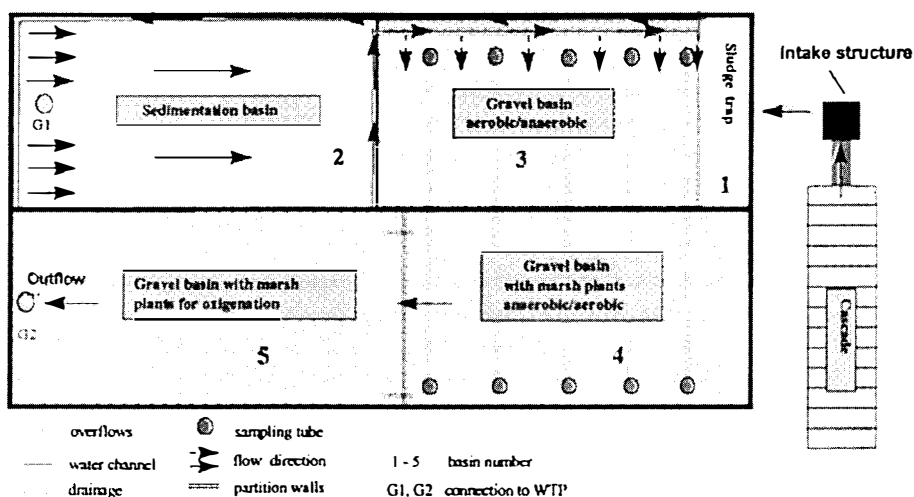 Intake structure
Sludge trap
1
G1
Sedimentation basin
2
Gravel basin
aerobic/anaerobic
3
Outflow
G2
Gravel basin with marsh
plants for oxigenation
5
Gravel basin
with marsh plants
anaerobic/aerobic
4
Cascade
overflows
sampling tube
water channel
flow direction
1 - 5 basin number
drainage
partition walls
G1, G2 connection to WTP